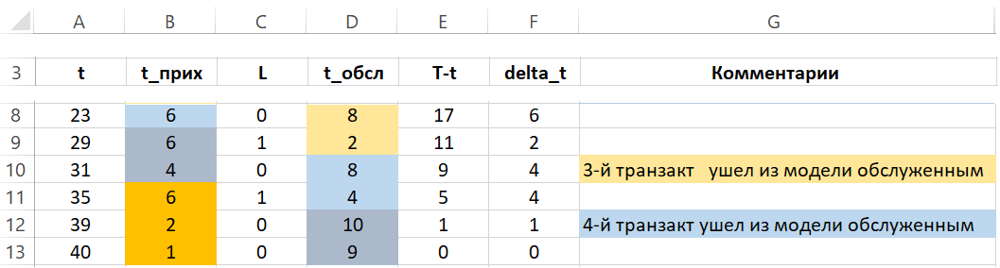 A B C D E F G
3 t t_прих L t_обсл T-t delta_t Комментарии
8 23 6 0 8 17 6
9 29 6 1 2 11 2
10 31 4 0 8 9 4 3-й транзакт ушел из модели обслуженным
11 35 6 1 4 5 4
12 39 2 0 10 1 1 4-й транзакт ушел из модели обслуженным
13 40 1 0 9 0 0